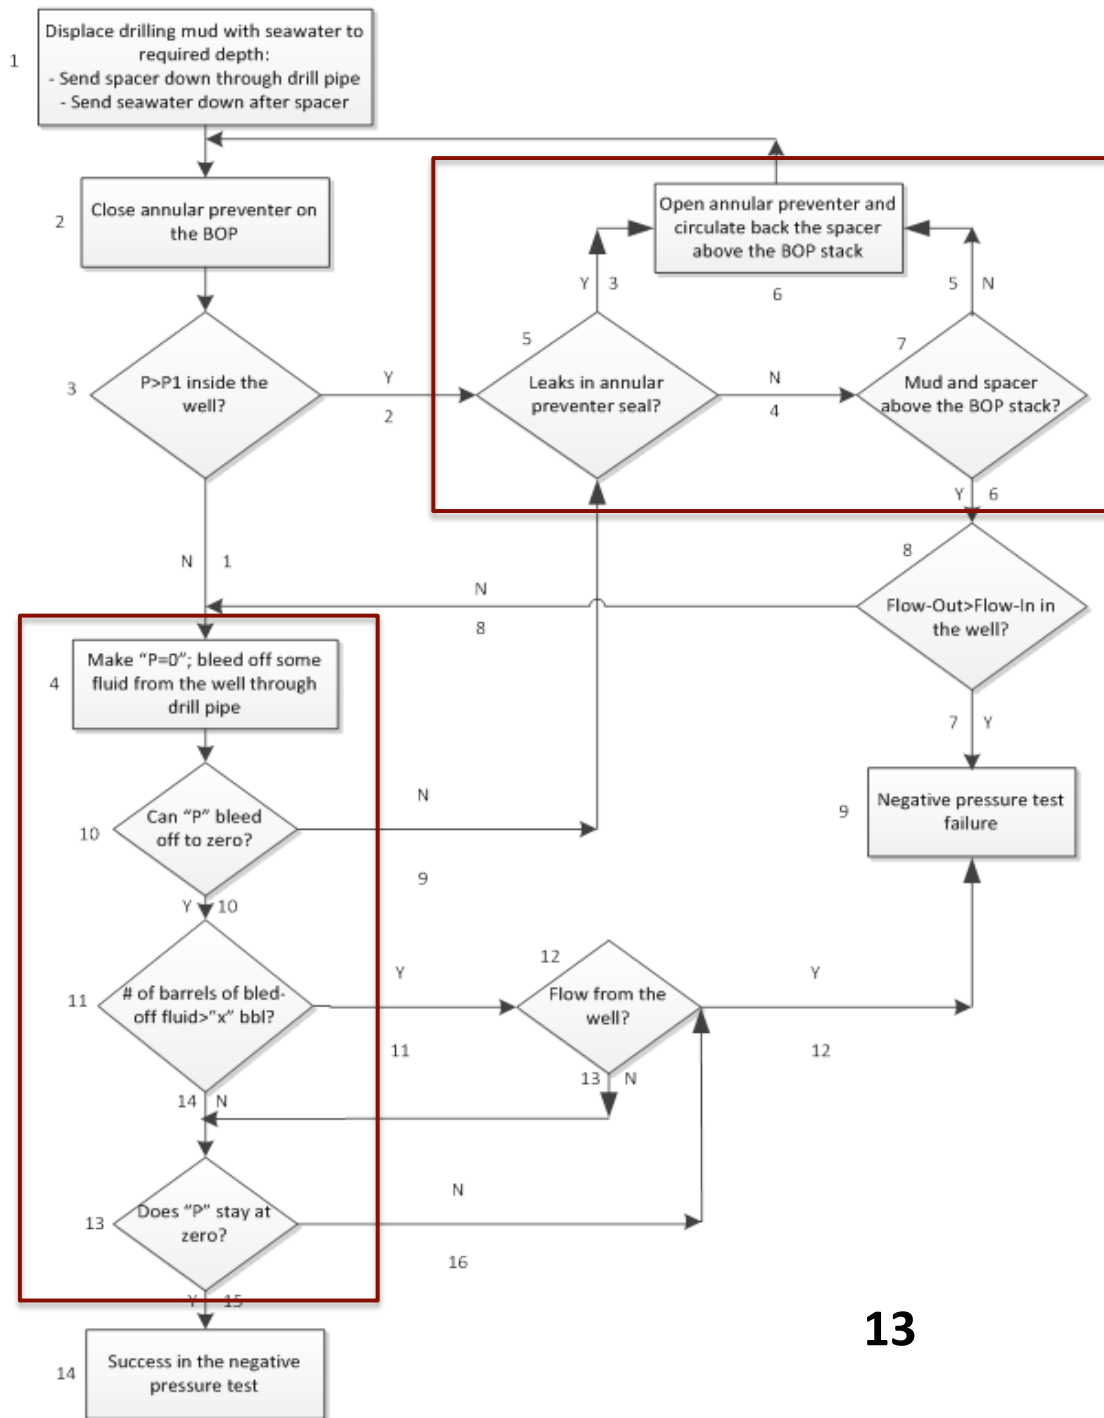 Displace drilling mud with seawater to
required depth:
- Send spacer down through drill pipe
- Send seawater down after spacer
1
Close annular preventer on
the BOP
2
Open annular preventer and
circulate back the spacer
above the BOP stack
6
Y 3
5 N
P>P1 inside the
well?
3
Y
2
5
Leaks in annular
preventer seal?
N
4
7
Mud and spacer
above the BOP stack?
Y 6
N 1
8
Flow-Out>Flow-In in
the well?
N
8
7 Y
4
Make “P=0”; bleed off some
fluid from the well through
drill pipe
Can “P” bleed
off to zero?
10
N
9
9
Negative pressure test
failure
Y 10
# of barrels of bled-
off fluid>“x” bbl?
11
Y
11
12
Flow from the
well?
Y
12
13 N
14 N
Does “P” stay at
zero?
13
N
16
Y 15
Success in the negative
pressure test
14
13